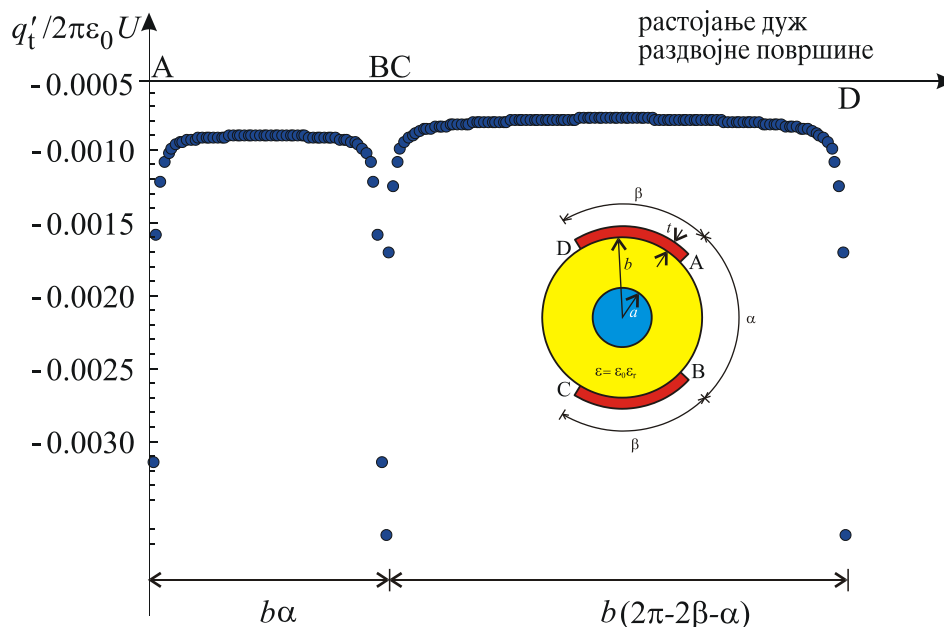 q′t/2πε0U
растојање дуж
раздвојне површине
A
BC
D
-0.0005
-0.0010
-0.0015
-0.0020
-0.0025
-0.0030
β
t
D
A
b
a
α
ε= ε0εr
B
C
β
bα
b(2π-2β-α)